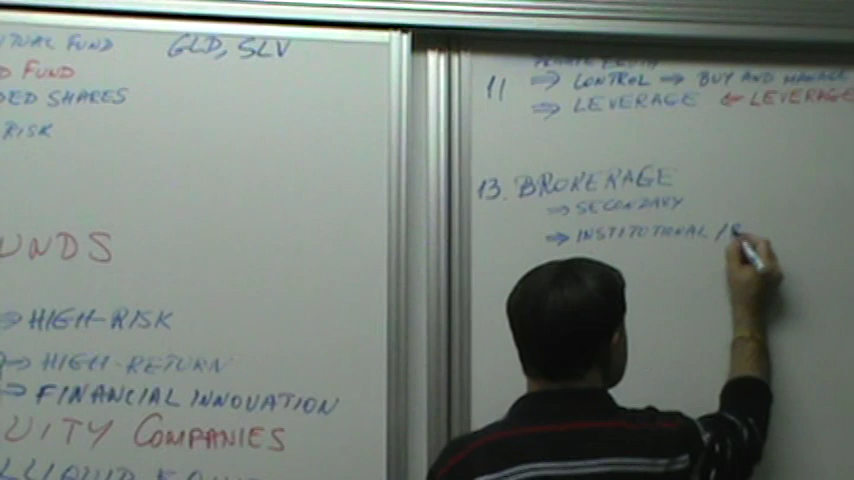 TUAL FUND GLD, SLV
D FUND
DED SHARES
RISK
UNDS
⇒ HIGH-RISK
⇒ HIGH-RETURN
⇒ FINANCIAL INNOVATION
UITY COMPANIES
11 ⇒ CONTROL → BUY AND MANAGE
⇒ LEVERAGE ← LEVERAGE
13. BROKERAGE
⇒ SECONDARY
⇒ INSTITUTIONAL /